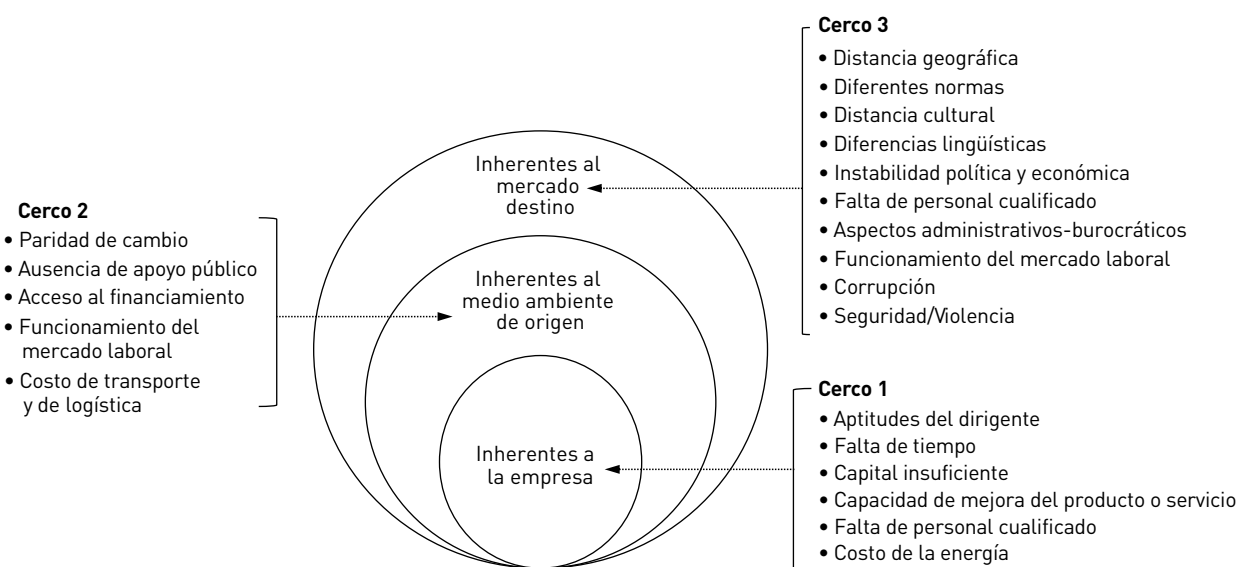 Cerco 3
• Distancia geográfica
• Diferentes normas
• Distancia cultural
• Diferencias lingüísticas
• Instabilidad política y económica
• Falta de personal cualificado
• Aspectos administrativos-burocráticos
• Funcionamiento del mercado laboral
• Corrupción
• Seguridad/Violencia
Inherentes al
mercado
destino
Cerco 2
• Paridad de cambio
• Ausencia de apoyo público
• Acceso al financiamiento
• Funcionamiento del
mercado laboral
• Costo de transporte
y de logística
Inherentes al
medio ambiente
de origen
Cerco 1
• Aptitudes del dirigente
• Falta de tiempo
• Capital insuficiente
• Capacidad de mejora del producto o servicio
• Falta de personal cualificado
• Costo de la energía
Inherentes a
la empresa